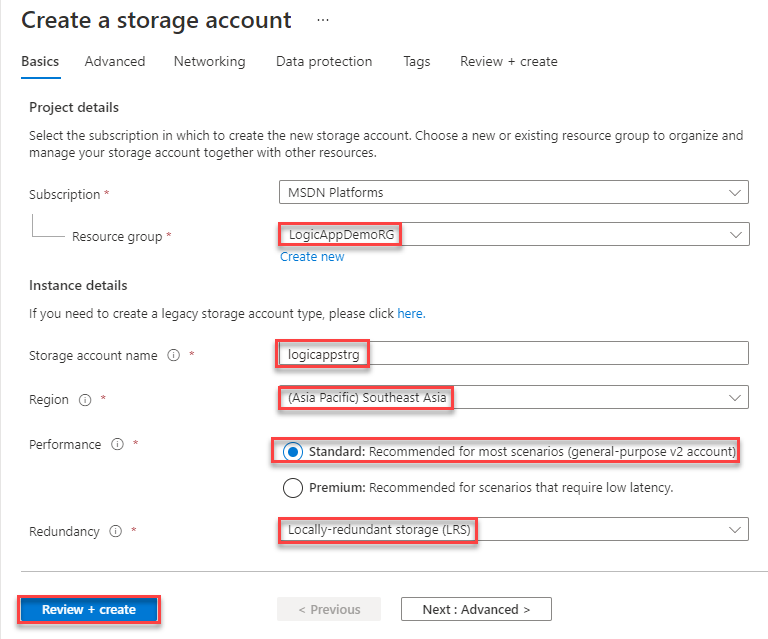 Create a storage account ...
Basics Advanced Networking Data protection Tags Review + create
Project details
Select the subscription in which to create the new storage account. Choose a new or existing resource group to organize and
manage your storage account together with other resources.
Subscription * MSDN Platforms
Resource group * LogicAppDemoRG
Create new
Instance details
If you need to create a legacy storage account type, please click here.
Storage account name * logicappstrg
Region * (Asia Pacific) Southeast Asia
Performance * Standard: Recommended for most scenarios (general-purpose v2 account)
Premium: Recommended for scenarios that require low latency.
Redundancy * Locally-redundant storage (LRS)
Review + create < Previous Next : Advanced >